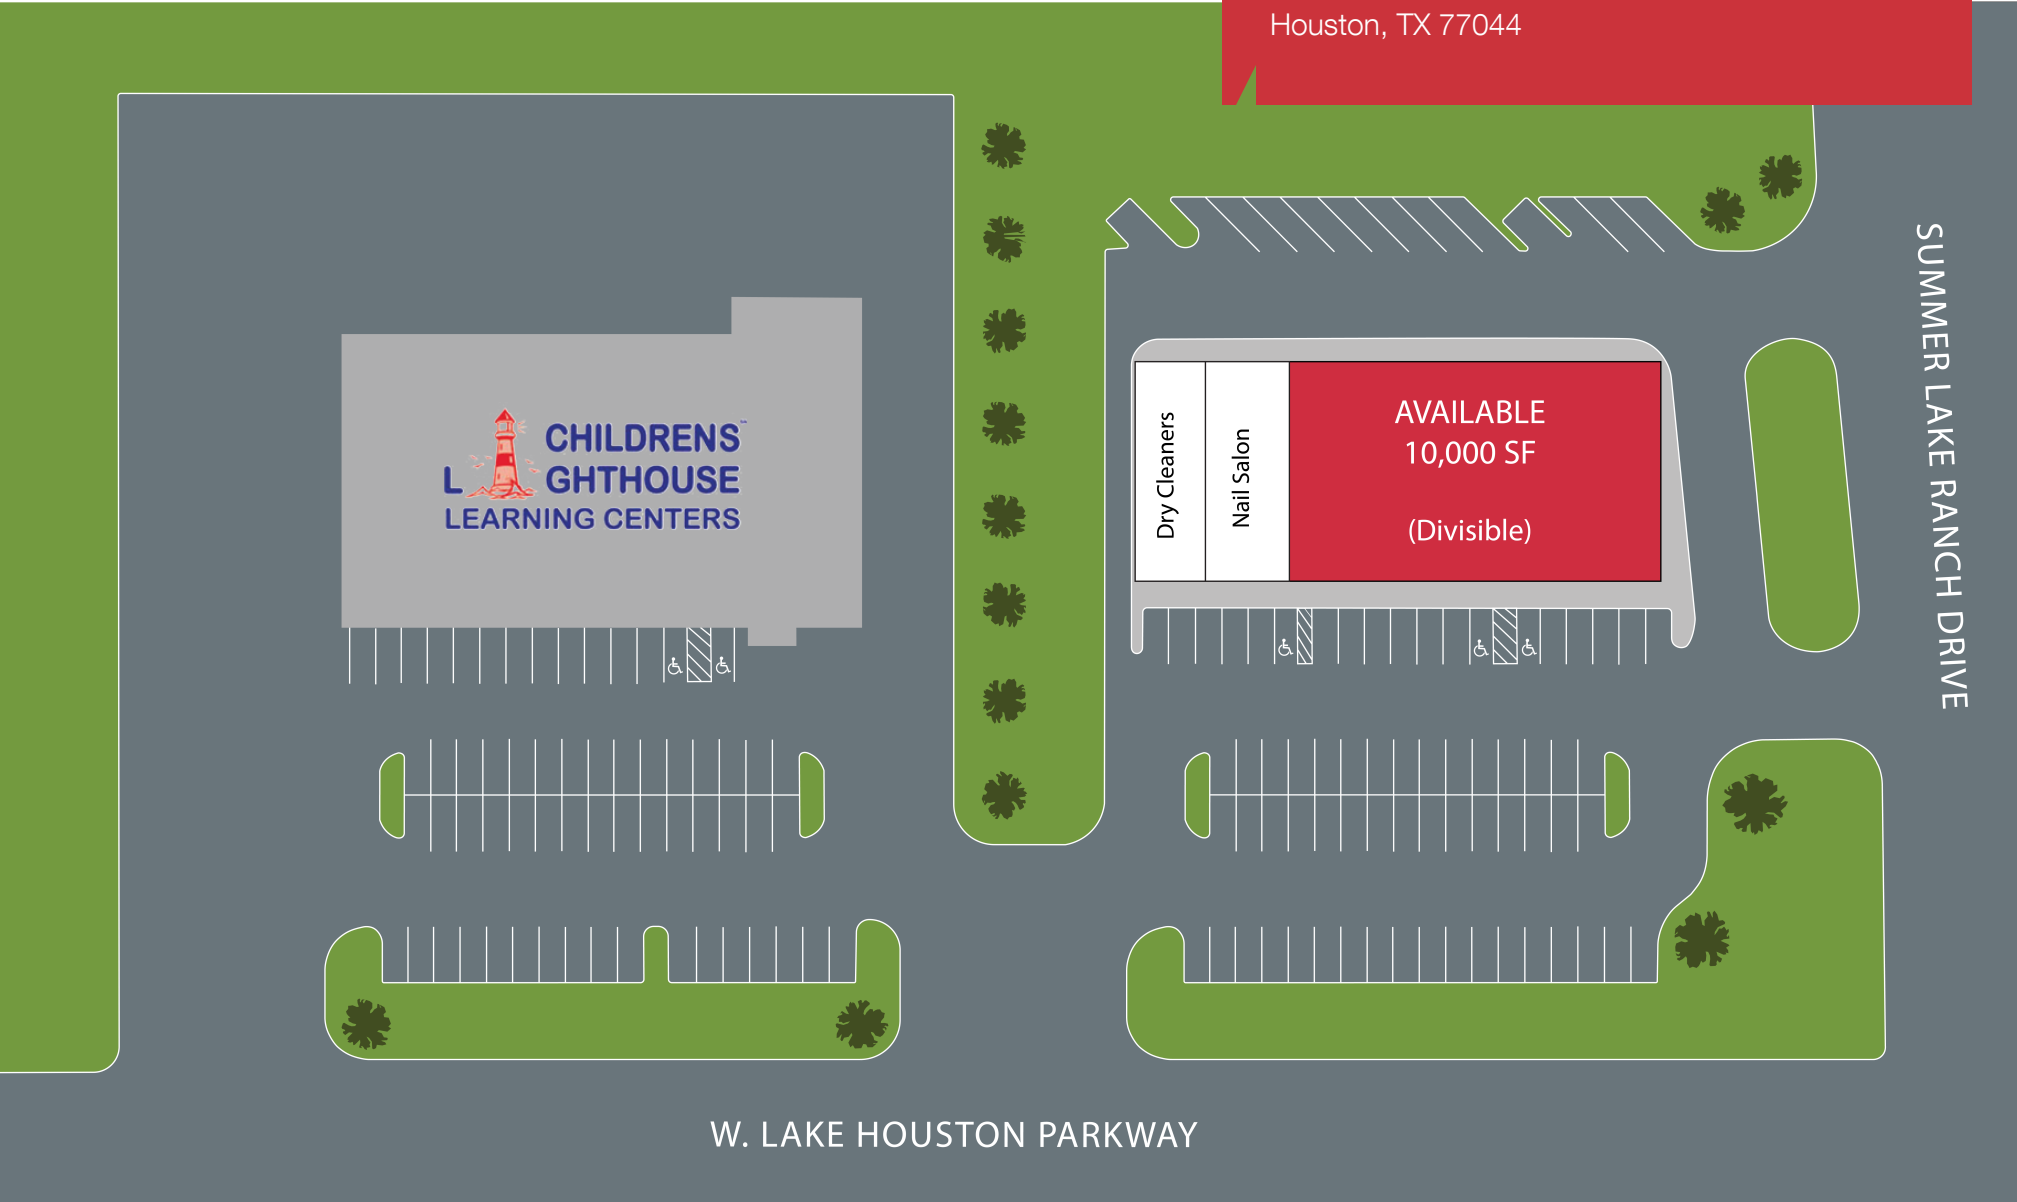 Houston, TX 77044
CHILDRENS
L GHTHOUSE
LEARNING CENTERS
Dry Cleaners
Nail Salon
AVAILABLE
10,000 SF
(Divisible)
SUMMER LAKE RANCH DRIVE
W. LAKE HOUSTON PARKWAY